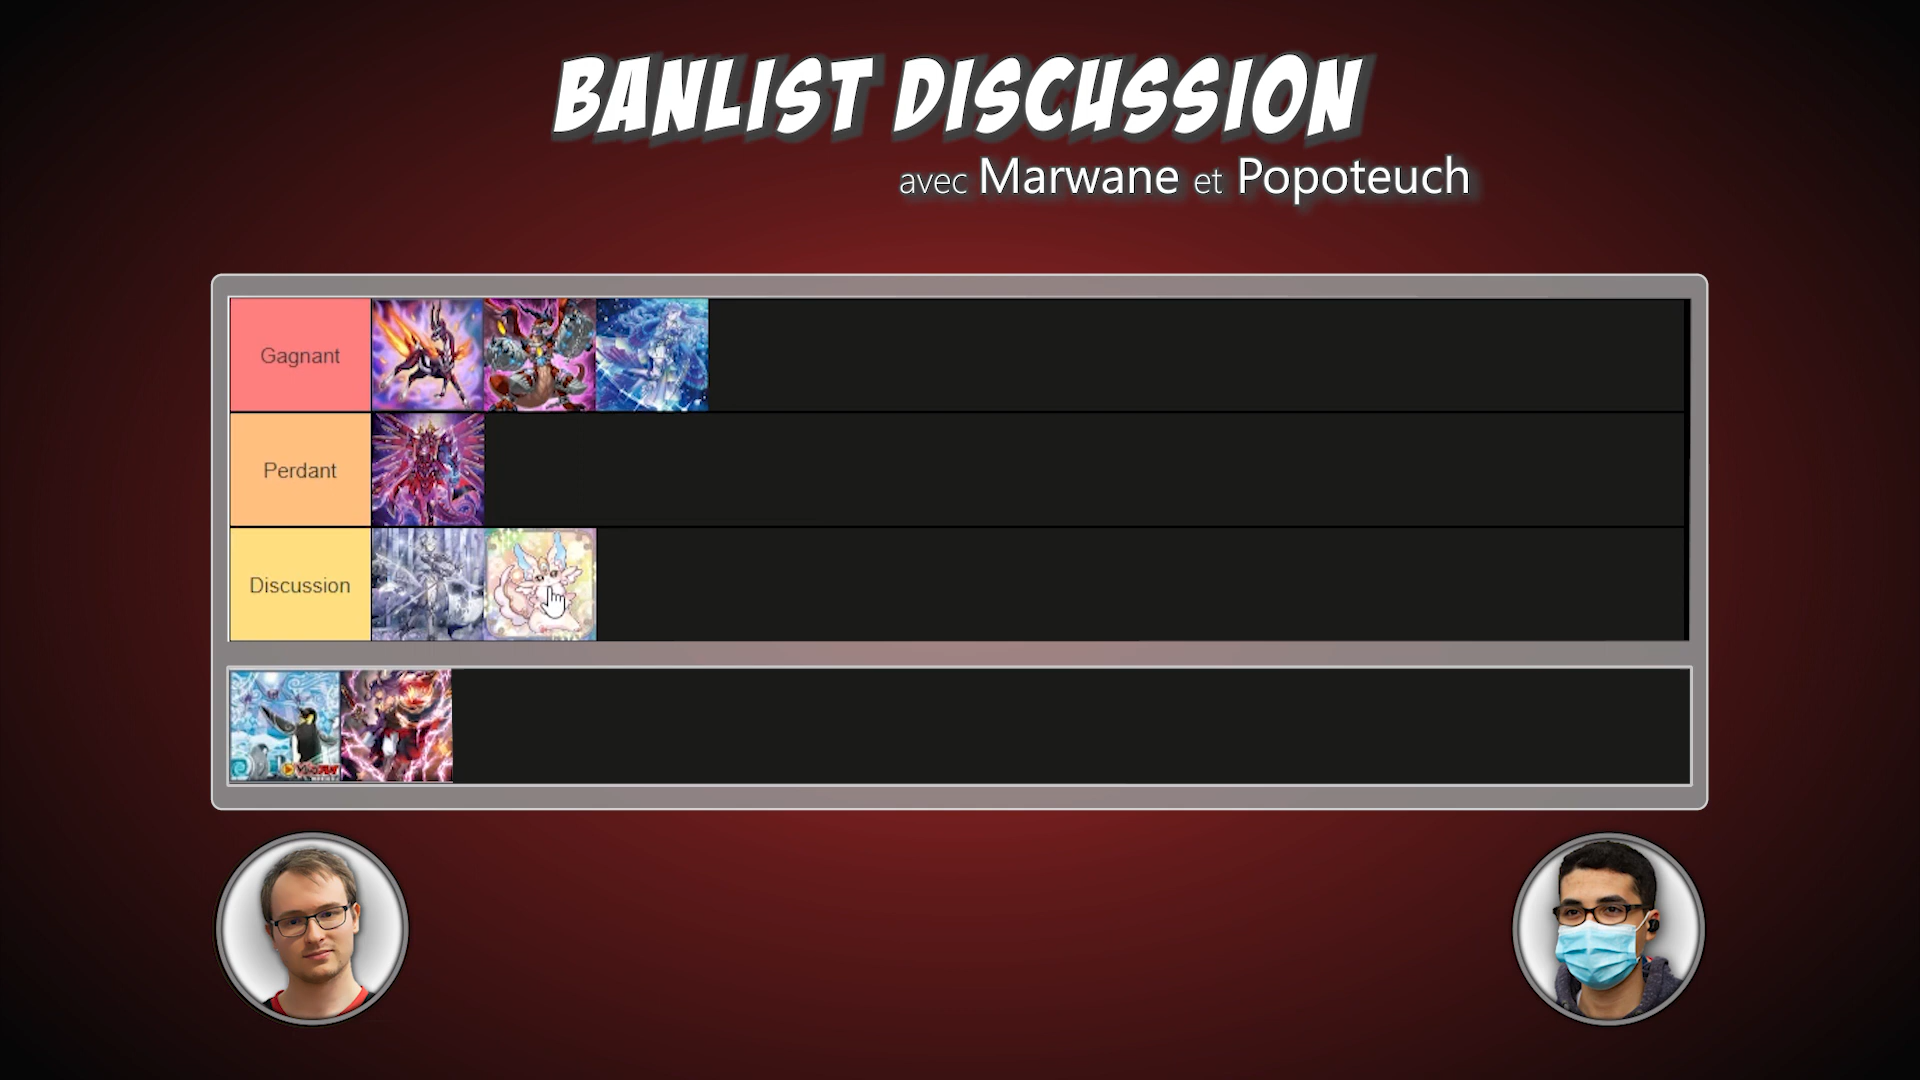 BANLIST DISCUSSION
avec Marwane et Popoteuch
Gagnant
Perdant
Discussion